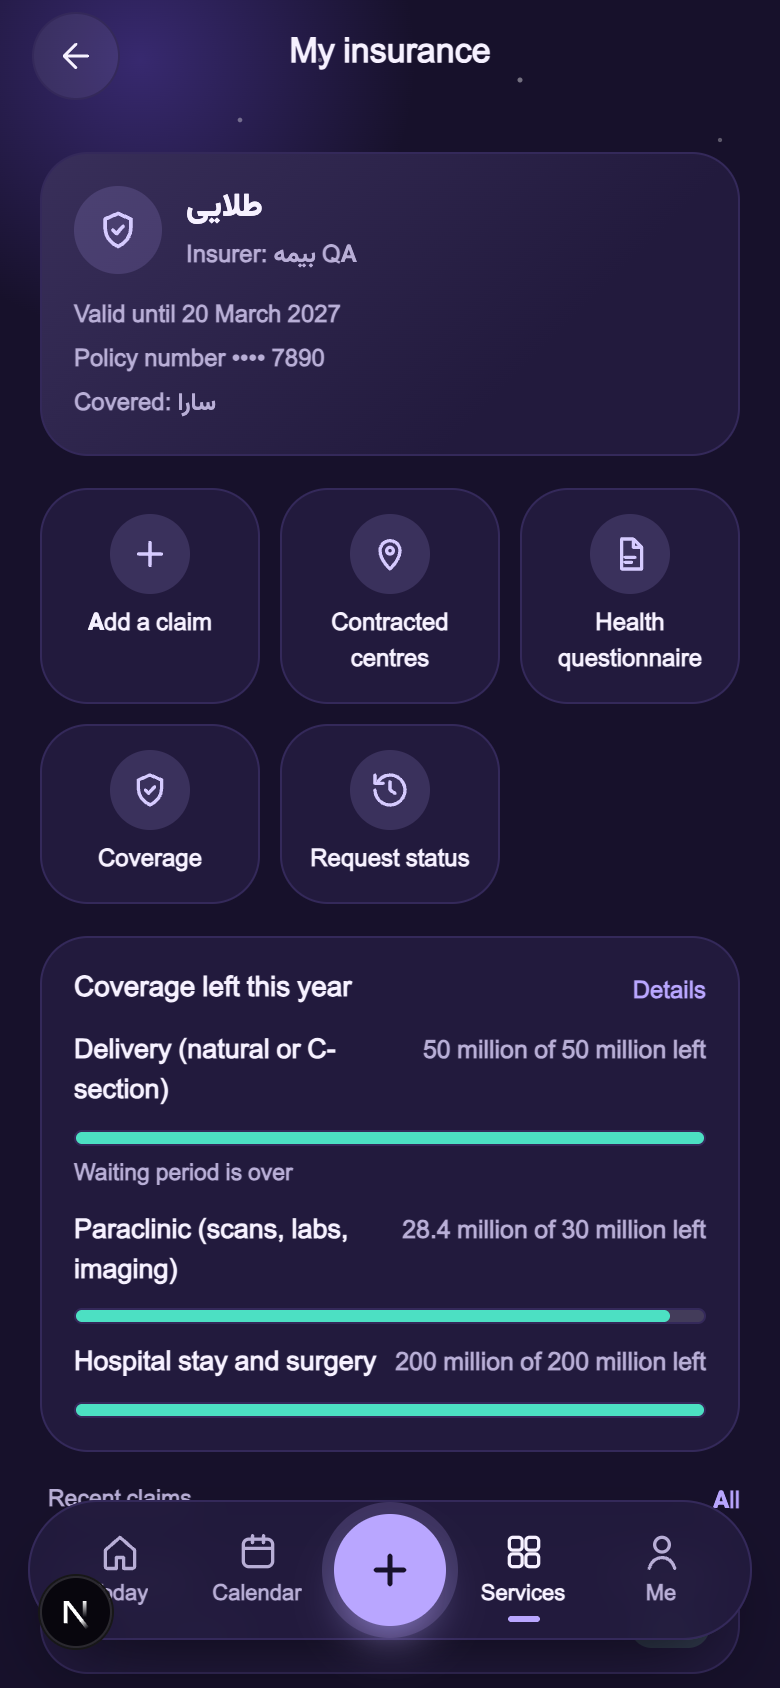 My insurance
طلایی
Insurer: بیمه QA
Valid until 20 March 2027
Policy number •••• 7890
Covered: سارا
Add a claim
Contracted
centres
Health
questionnaire
Coverage
Request status
Coverage left this year
Details
Delivery (natural or C-
section)
50 million of 50 million left
Waiting period is over
Paraclinic (scans, labs,
imaging)
28.4 million of 30 million left
Hospital stay and surgery
200 million of 200 million left
Recent claims
All
Today
Calendar
Services
Me
N